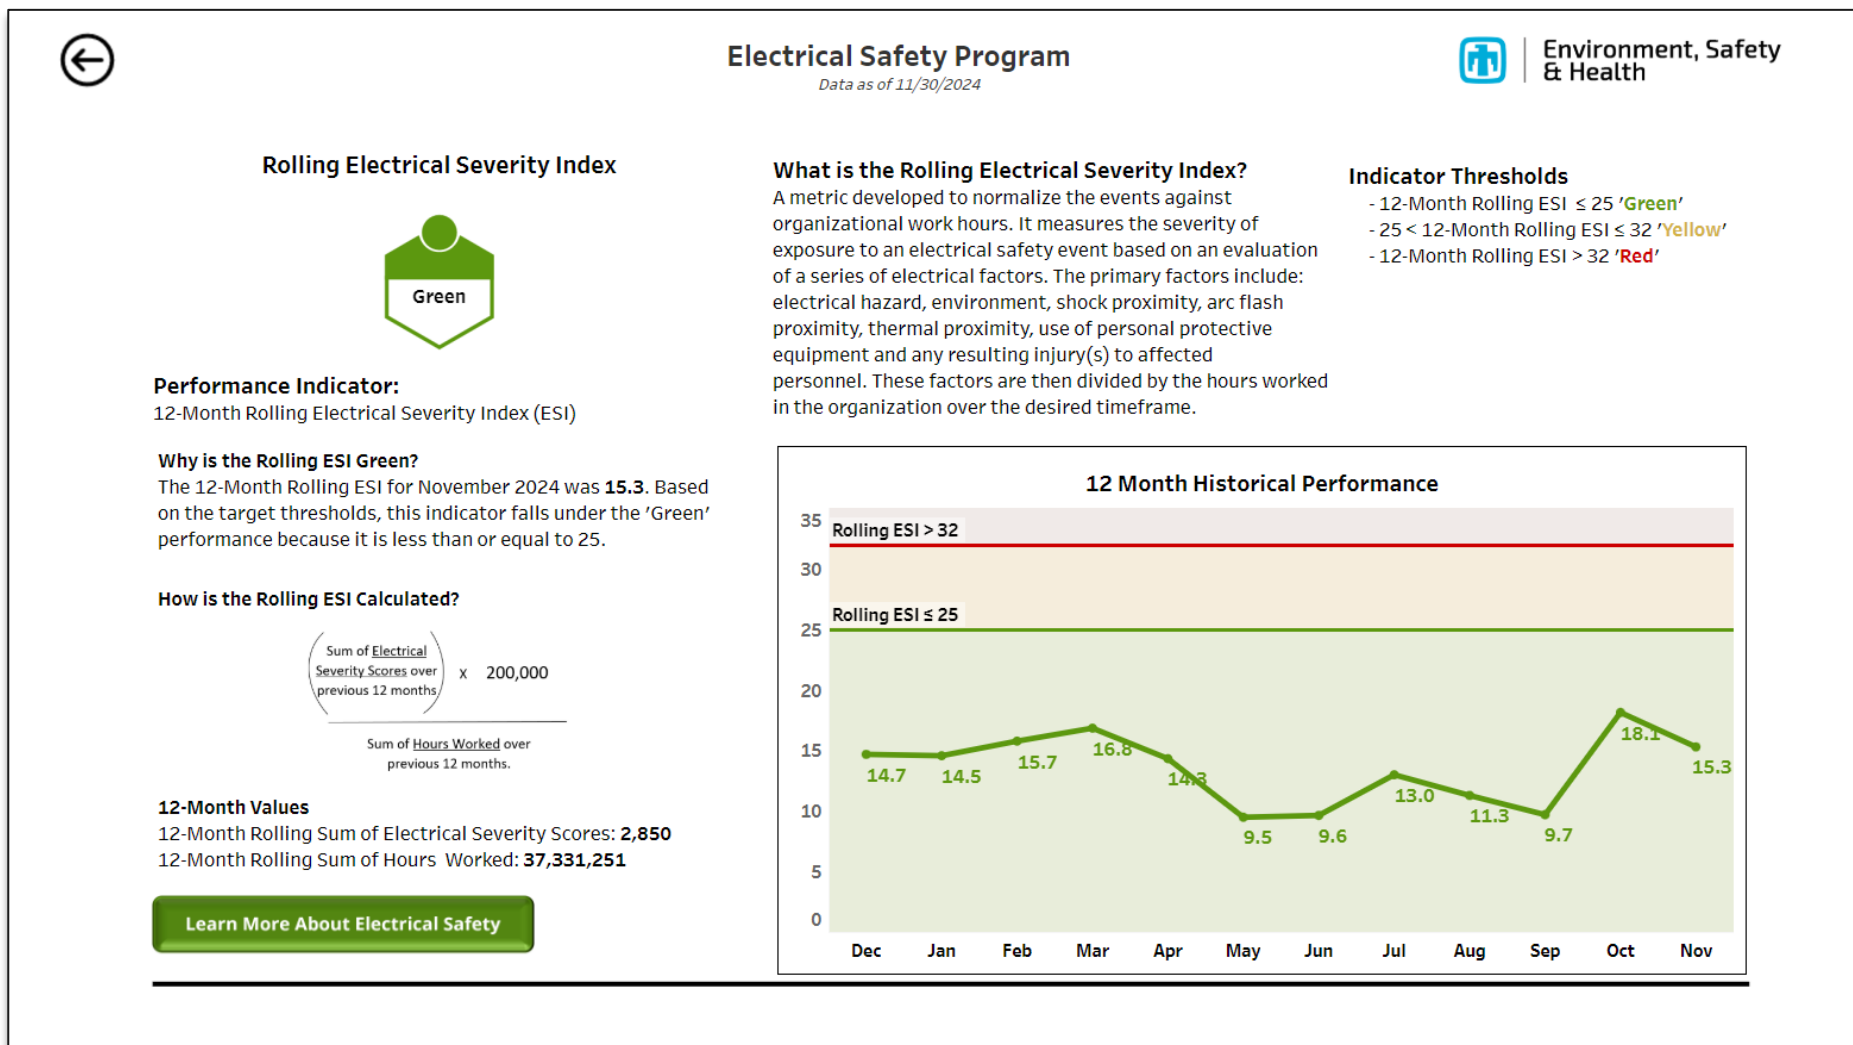 Electrical Safety Program
Data as of 11/30/2024
Environment, Safety
& Health
Rolling Electrical Severity Index
Green
Performance Indicator:
12-Month Rolling Electrical Severity Index (ESI)
Why is the Rolling ESI Green?
The 12-Month Rolling ESI for November 2024 was 15.3. Based
on the target thresholds, this indicator falls under the 'Green'
performance because it is less than or equal to 25.
How is the Rolling ESI Calculated?
Sum of Electrical
Severity Scores over
previous 12 months
x 200,000
Sum of Hours Worked over
previous 12 months.
12-Month Values
12-Month Rolling Sum of Electrical Severity Scores: 2,850
12-Month Rolling Sum of Hours Worked: 37,331,251
Learn More About Electrical Safety
What is the Rolling Electrical Severity Index?
A metric developed to normalize the events against
organizational work hours. It measures the severity of
exposure to an electrical safety event based on an evaluation
of a series of electrical factors. The primary factors include:
electrical hazard, environment, shock proximity, arc flash
proximity, thermal proximity, use of personal protective
equipment and any resulting injury(s) to affected
personnel. These factors are then divided by the hours worked
in the organization over the desired timeframe.
Indicator Thresholds
- 12-Month Rolling ESI ≤ 25 'Green'
- 25 < 12-Month Rolling ESI ≤ 32 'Yellow'
- 12-Month Rolling ESI > 32 'Red'
12 Month Historical Performance
35
Rolling ESI > 32
30
Rolling ESI ≤ 25
25
20
15
10
5
0
14.7 14.5 15.7 16.8 14.3 9.5 9.6 13.0 11.3 9.7 18.1 15.3
Dec Jan Feb Mar Apr May Jun Jul Aug Sep Oct Nov